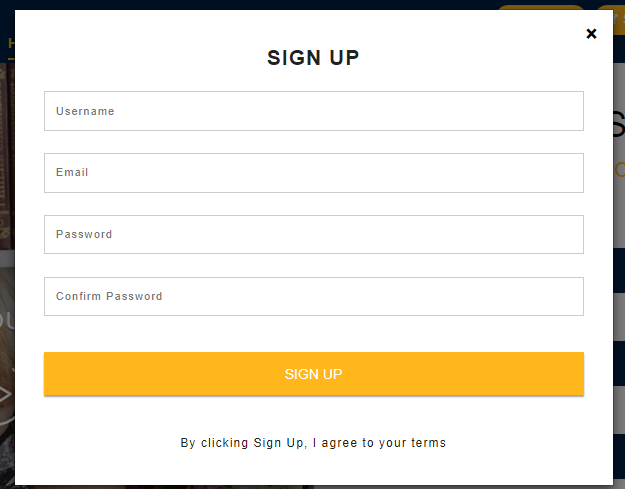 SIGN UP
Username
Email
Password
Confirm Password
SIGN UP
By clicking Sign Up, I agree to your terms